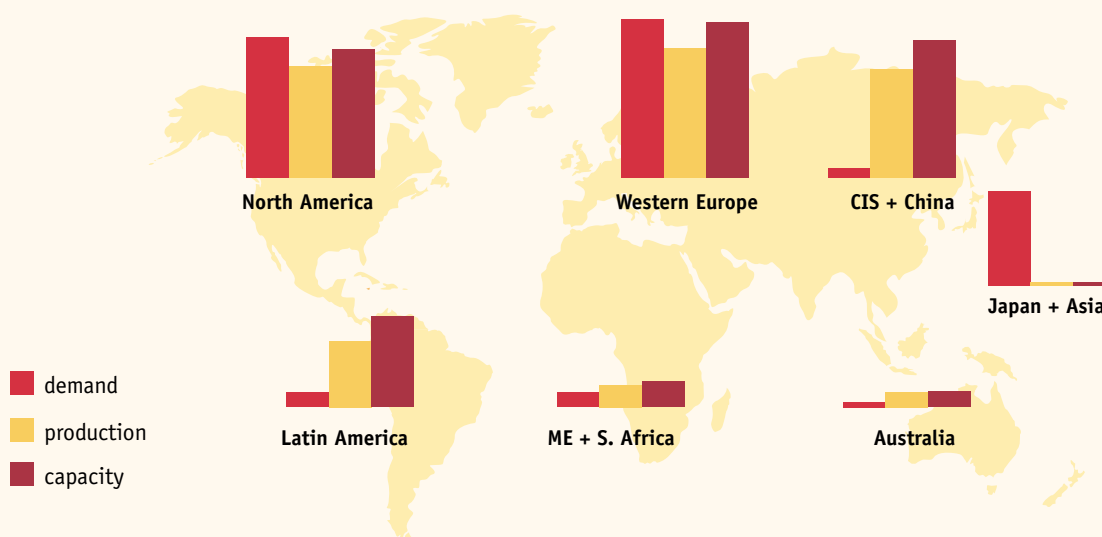 North America
Western Europe
CIS + China
Japan + Asia
demand
production
capacity
Latin America
ME + S. Africa
Australia